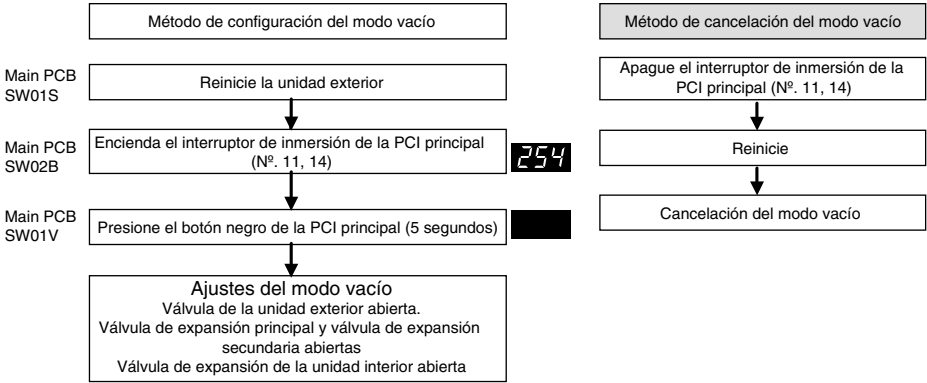 Método de configuración del modo vacío
Main PCB
SW01S
Reinicie la unidad exterior
Main PCB
SW02B
Encienda el interruptor de inmersión de la PCI principal
(Nº. 11, 14)
254
Main PCB
SW01V
Presione el botón negro de la PCI principal (5 segundos)
Ajustes del modo vacío
Válvula de la unidad exterior abierta.
Válvula de expansión principal y válvula de expansión
secundaria abiertas
Válvula de expansión de la unidad interior abierta
Método de cancelación del modo vacío
Apague el interruptor de inmersión de la
PCI principal (Nº. 11, 14)
Reinicie
Cancelación del modo vacío